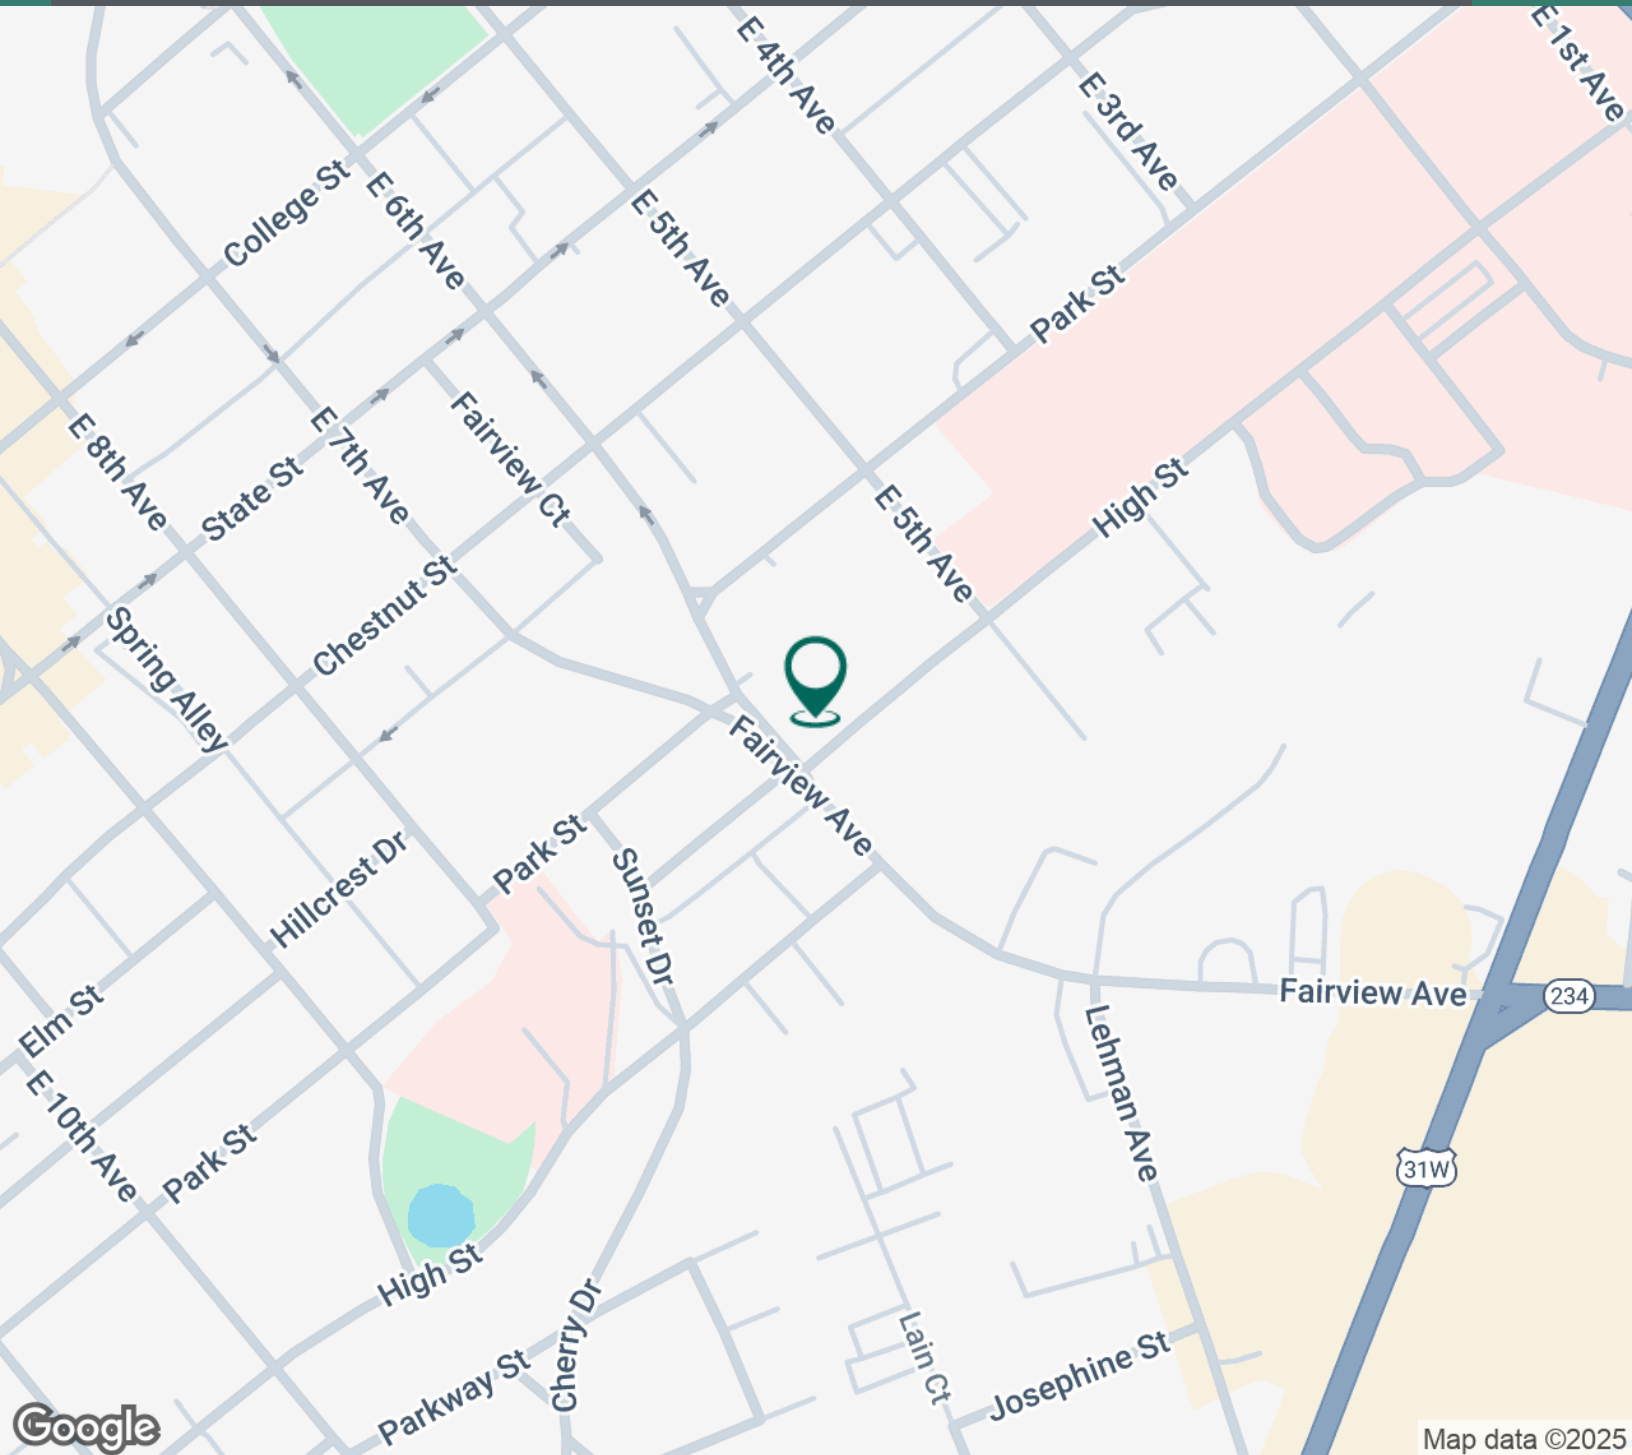 E 1st Ave
E 4th Ave
E 3rd Ave
College St
E 6th Ave
E 5th Ave
Park St
E 8th Ave
E 7th Ave
Fairview Ct
State St
High St
E 5th Ave
Chestnut St
Spring Alley
Fairview Ave
Park St
Hillcrest Dr
Sunset Dr
Elm St
Fairview Ave
234
Lehman Ave
E 10th Ave
Park St
31W
High St
Cherry Dr
Lain Ct
Parkway St
Josephine St
Google
Map data ©2025